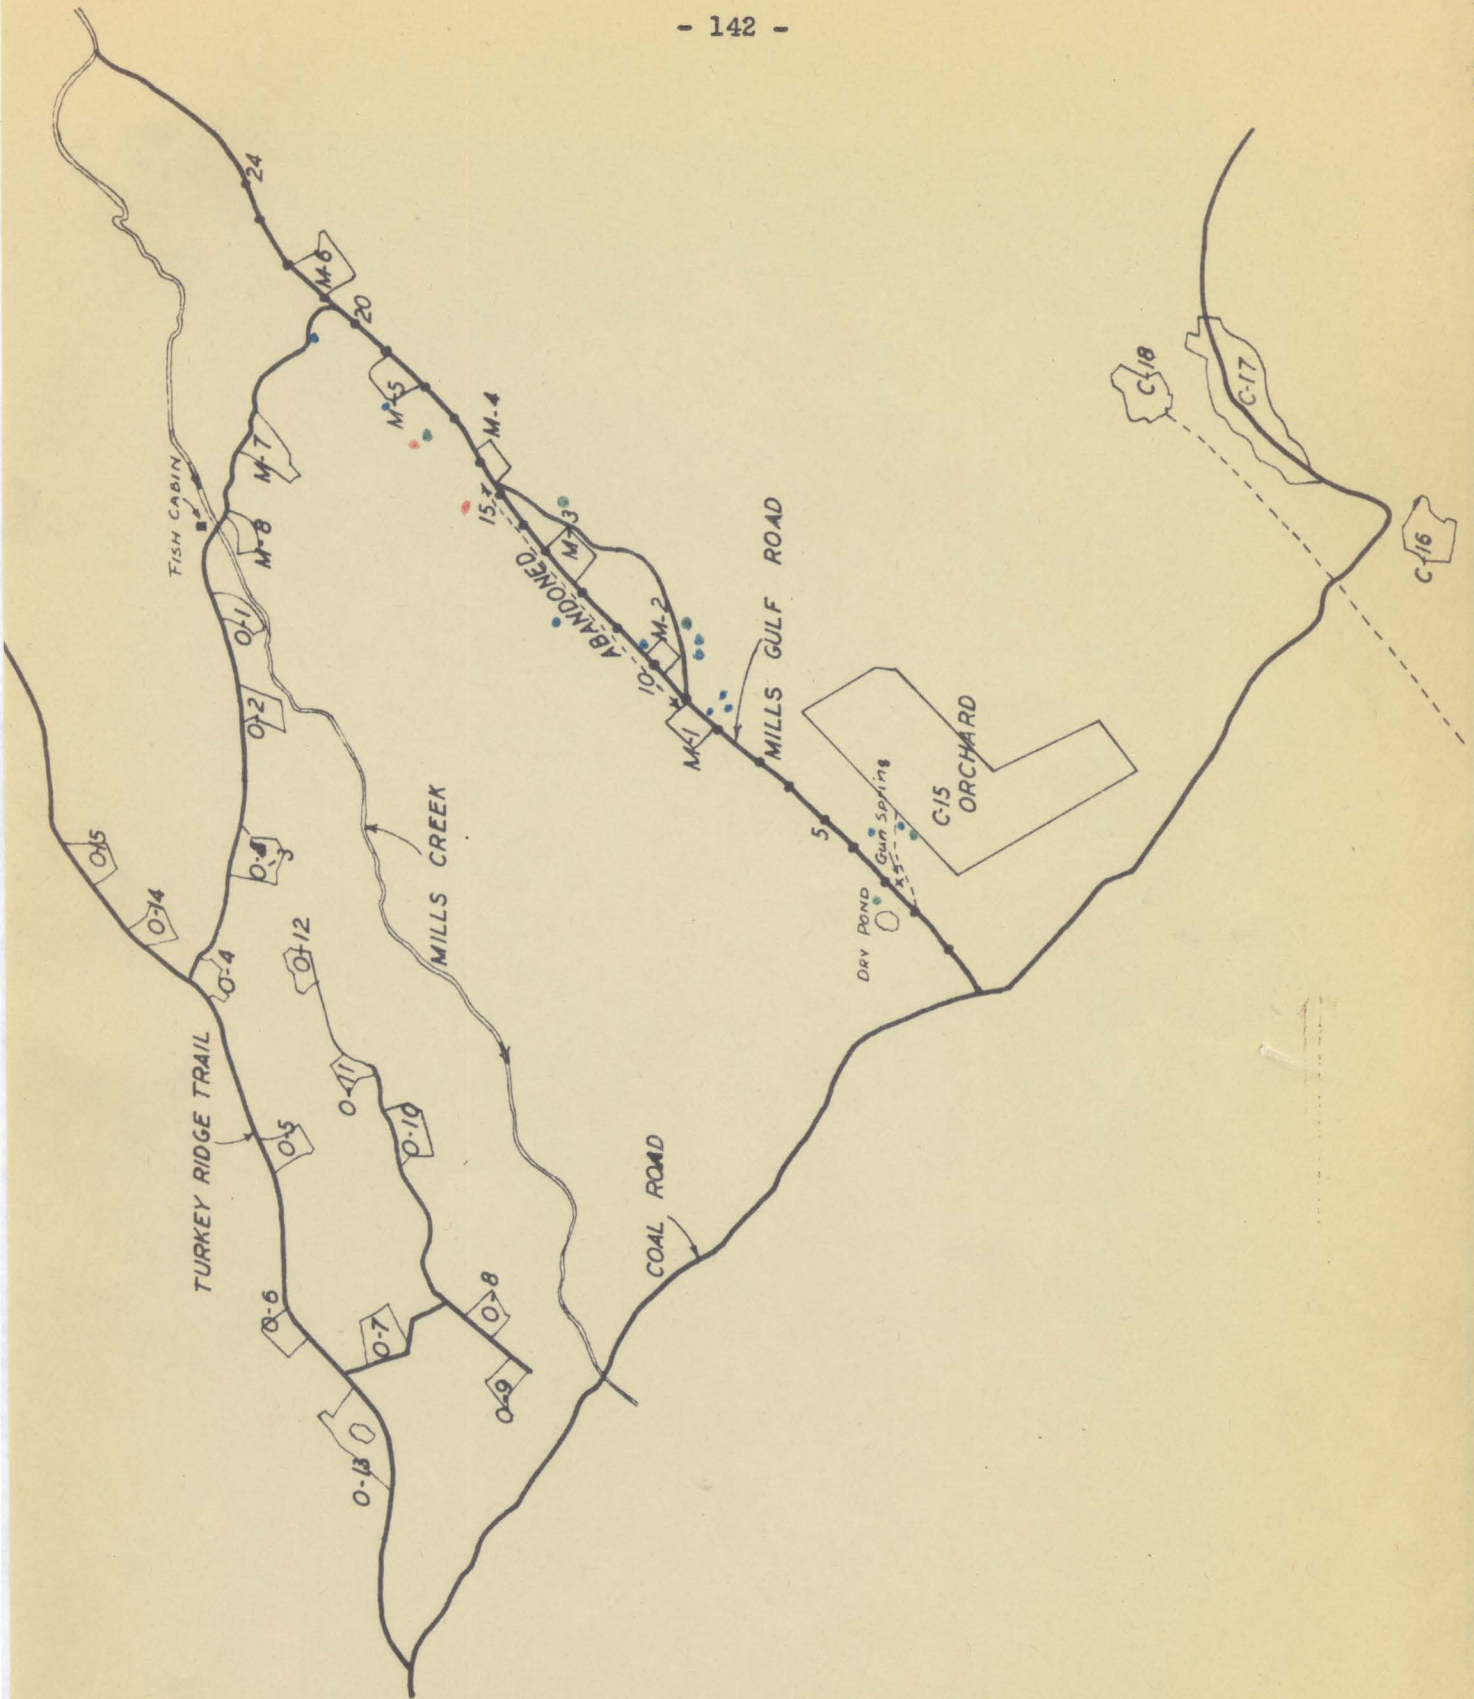 - 142 -
24
M-6
20
FISH CABIN
M-5
M-4
M-7
M-8
15
M-3
ABANDONED
M-2
10
M-1
MILLS GULF ROAD
O-1
O-2
MILLS CREEK
O-15
O-14
O-4
O-12
O-11
O-10
TURKEY RIDGE TRAIL
O-5
O-6
O-7
O-8
O-9
O-13
COAL ROAD
5
Gun Spring
DRY POND
C-15
ORCHARD
C-18
C-17
C-16